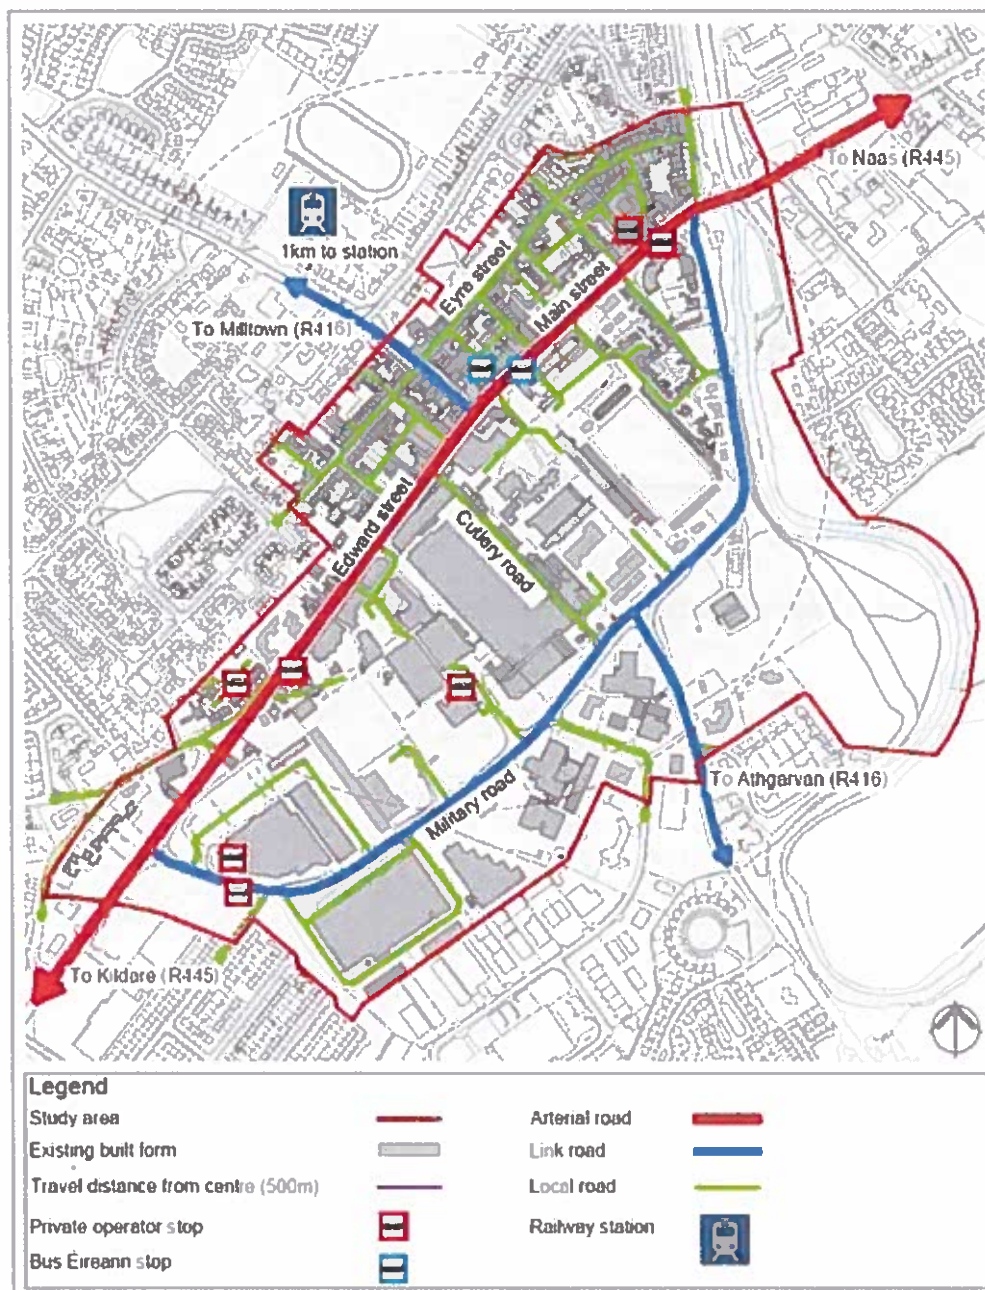 To Naas (R445)
1km to station
Eyre street
Main street
To Milltown (R416)
Edward street
Cutlery road
Military road
To Athgarvan (R416)
To Kildare (R445)
Legend
Study area
Arterial road
Existing built form
Link road
Travel distance from centre (500m)
Local road
Private operator stop
Railway station
Bus Éireann stop